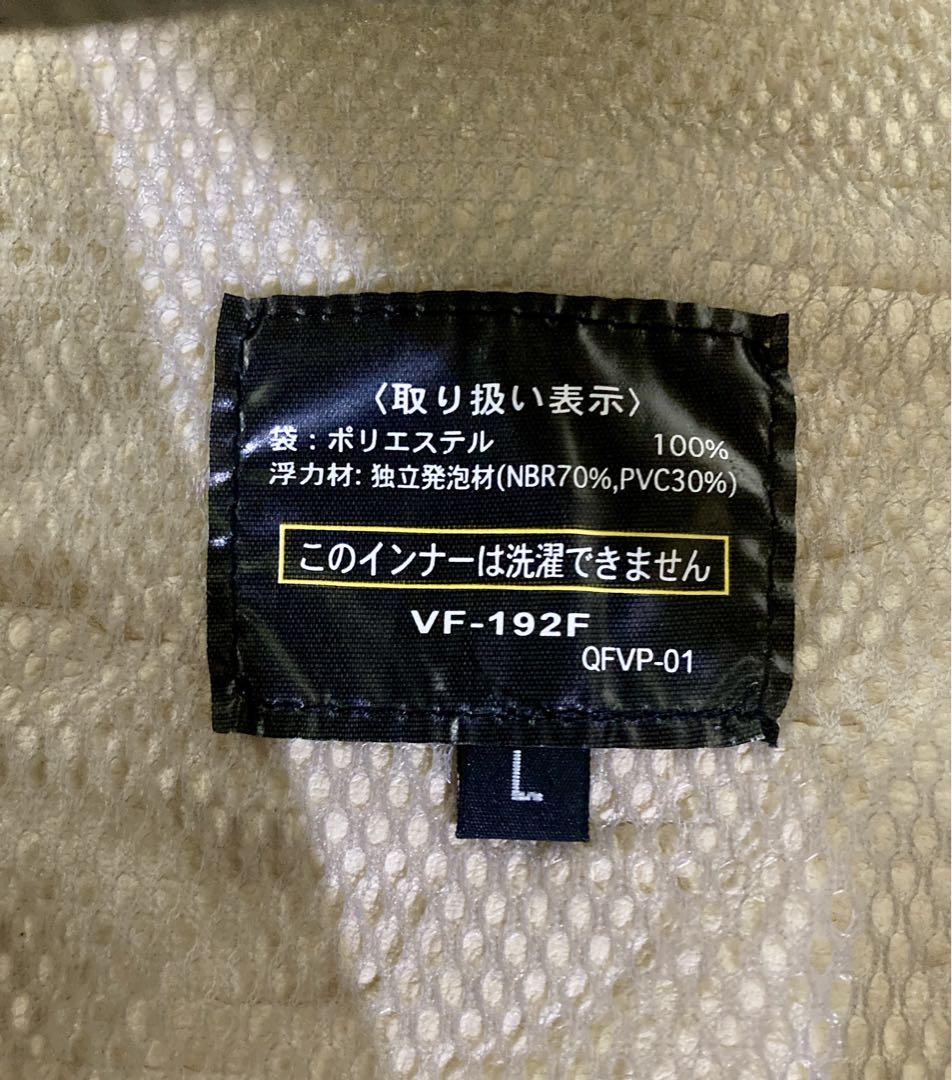 〈取り扱い表示〉
袋：ポリエステル 100%
浮力材: 独立発泡材(NBR70%,PVC30%)
このインナーは洗濯できません
VF-192F
QFVP-01
L